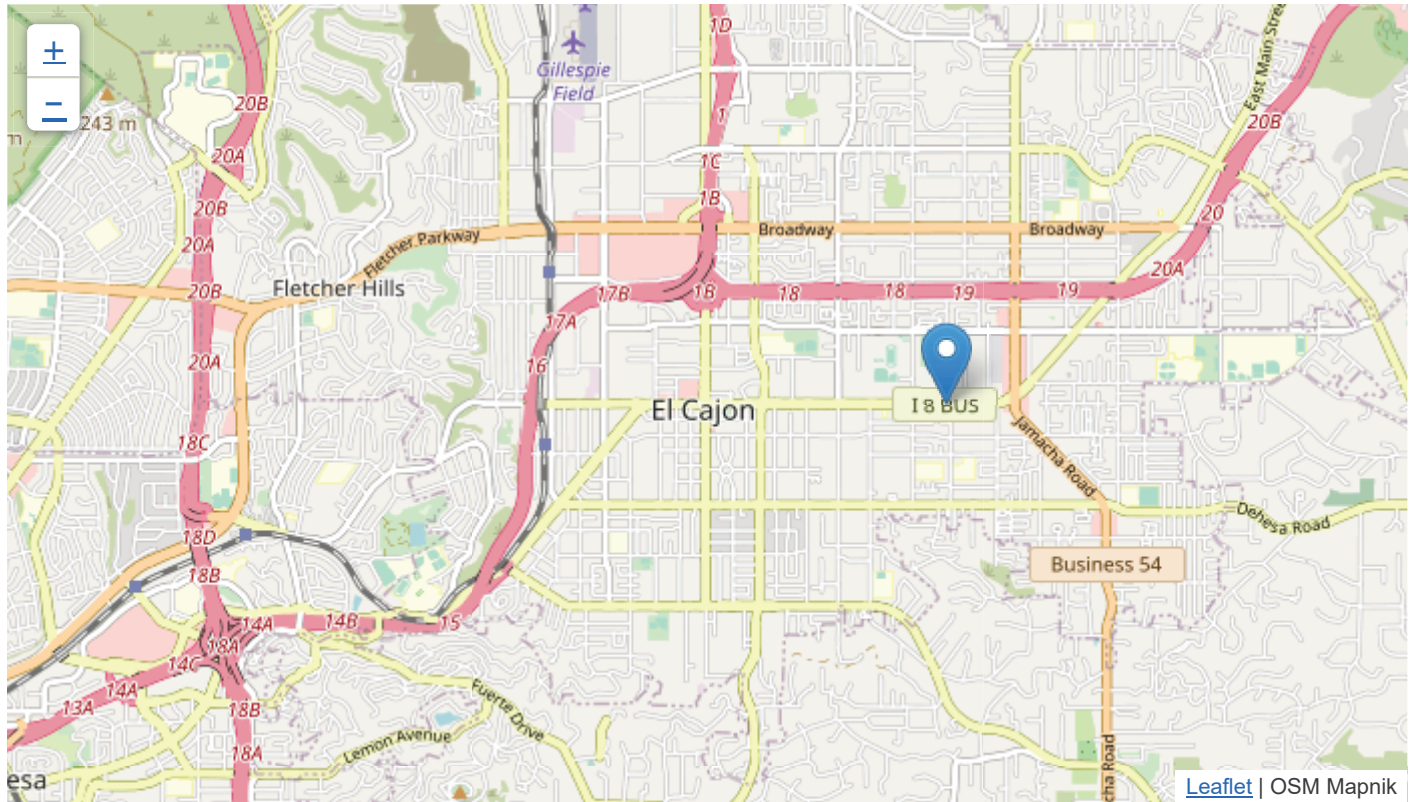 +
−
1D
Gillespie
Field
East Main Street
20B
243 m
m
1
20B
20A
1C
1B
20B
20
Broadway
Broadway
Fletcher Parkway
20A
20A
Fletcher Hills
20B
17B
1B
18
18
19
19
17A
16
20A
El Cajon
I 8 BUS
18C
Jamacha Road
Dehesa Road
18D
Business 54
18B
14A
14B
15
18A
14C
14A
Fuerte Drive
13A
18B
Lemon Avenue
18A
cha Road
esa
Leaflet | OSM Mapnik